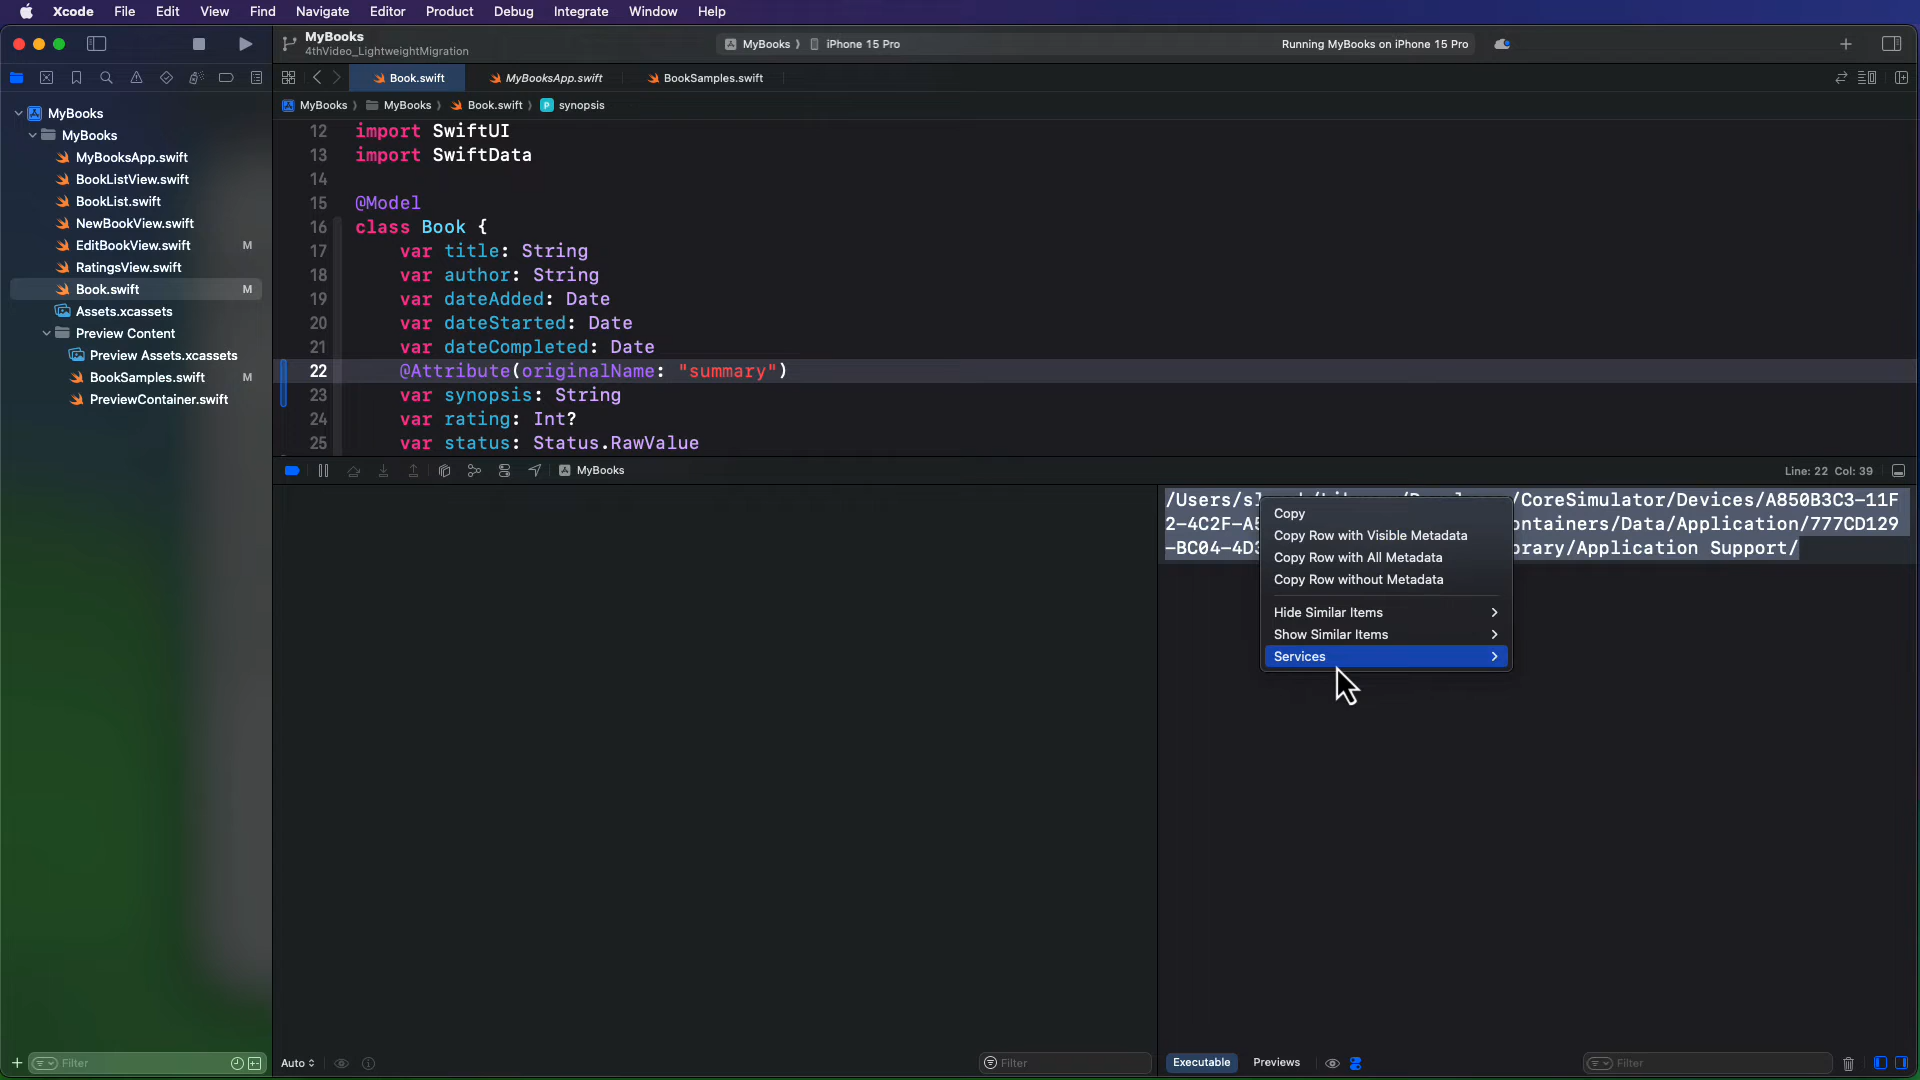 Xcode File Edit View Find Navigate Editor Product Debug Integrate Window Help
MyBooks
4thVideo_LightweightMigration
MyBooks iPhone 15 Pro
Running MyBooks on iPhone 15 Pro
Book.swift MyBooksApp.swift BookSamples.swift
MyBooks MyBooks Book.swift P synopsis
MyBooks
MyBooks
MyBooksApp.swift
BookListView.swift
BookList.swift
NewBookView.swift
EditBookView.swift M
RatingsView.swift
Book.swift M
Assets.xcassets
Preview Content
Preview Assets.xcassets
BookSamples.swift M
PreviewContainer.swift
12 import SwiftUI
13 import SwiftData
14
15 @Model
16 class Book {
17 var title: String
18 var author: String
19 var dateAdded: Date
20 var dateStarted: Date
21 var dateCompleted: Date
22 @Attribute(originalName: "summary")
23 var synopsis: String
24 var rating: Int?
25 var status: Status.RawValue
MyBooks
Line: 22 Col: 39
/CoreSimulator/Devices/A850B3C3-11F
2-4C2F-A5 /Data/Application/777CD129
-BC04-4D3 /Application Support/
Copy
Copy Row with Visible Metadata
Copy Row with All Metadata
Copy Row without Metadata
Hide Similar Items
Show Similar Items
Services
Filter
Auto
Filter
Executable Previews
Filter